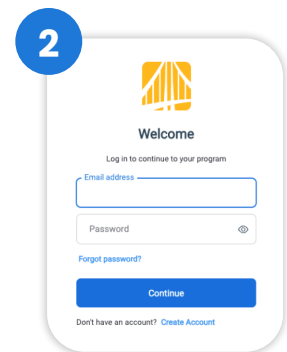 2
Welcome
Log in to continue to your program
Email address
Password
Forgot password?
Continue
Don't have an account? Create Account